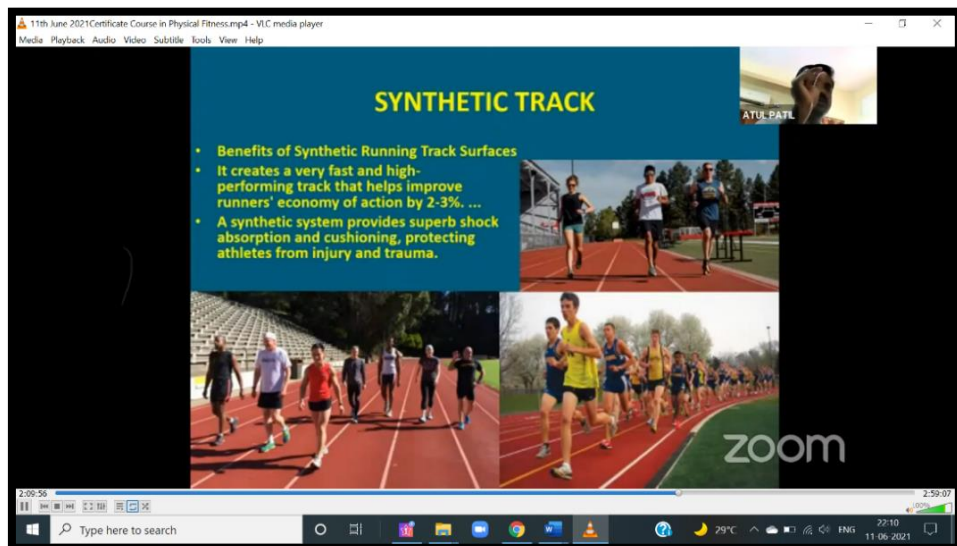 11th June 2021Certificate Course in Physical Fitness.mp4 - VLC media player
Media Playback Audio Video Subtitle Tools View Help
SYNTHETIC TRACK
ATUL PATIL
• Benefits of Synthetic Running Track Surfaces
• It creates a very fast and high-
performing track that helps improve
runners' economy of action by 2-3%. ...
• A synthetic system provides superb shock
absorption and cushioning, protecting
athletes from injury and trauma.
zoom
2:09:56
2:59:07
100%
Type here to search
29°C
ENG
22:10
11-06-2021